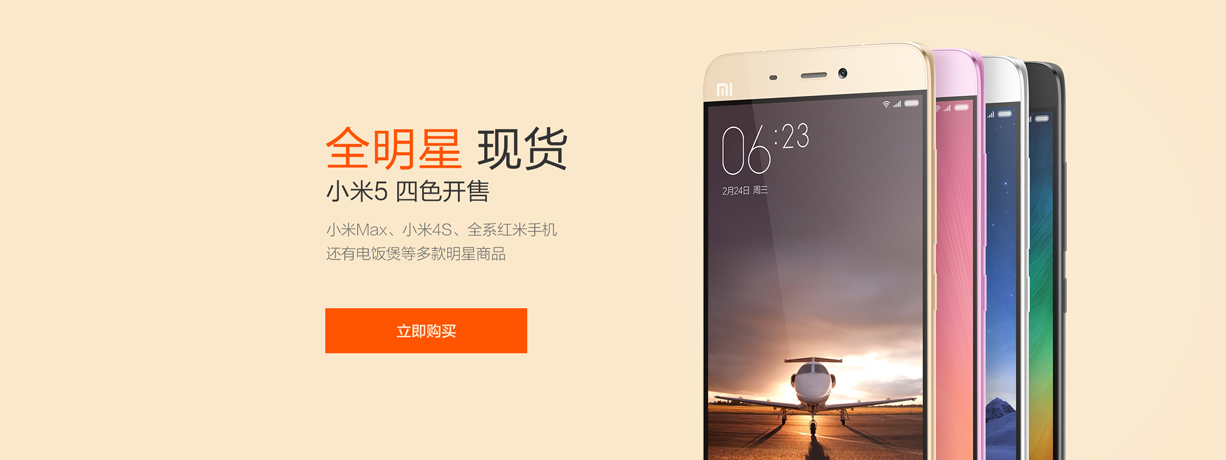 全明星 现货
小米5 四色开售
小米Max、小米4S、全系红米手机
还有电饭煲等多款明星商品
立即购买
MI
06:23
2月24日 周三